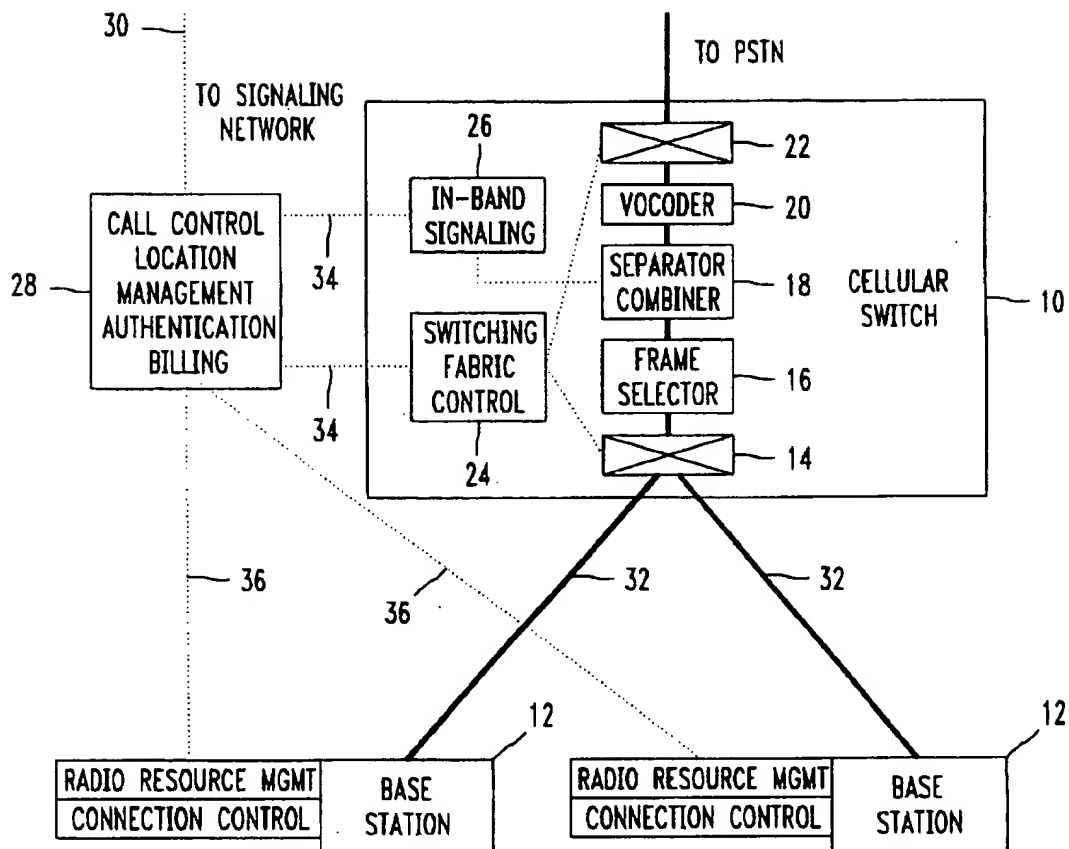 30
TO PSTN
TO SIGNALING
NETWORK
26
22
IN-BAND
SIGNALING
VOCODER
20
CALL CONTROL
LOCATION
MANAGEMENT
AUTHENTICATION
BILLING
28
34
SEPARATOR
COMBINER
18
CELLULAR
SWITCH
10
SWITCHING
FABRIC
CONTROL
FRAME
SELECTOR
16
34
24
14
36
36
32
32
12
12
RADIO RESOURCE MGMT
CONNECTION CONTROL
BASE
STATION
RADIO RESOURCE MGMT
CONNECTION CONTROL
BASE
STATION